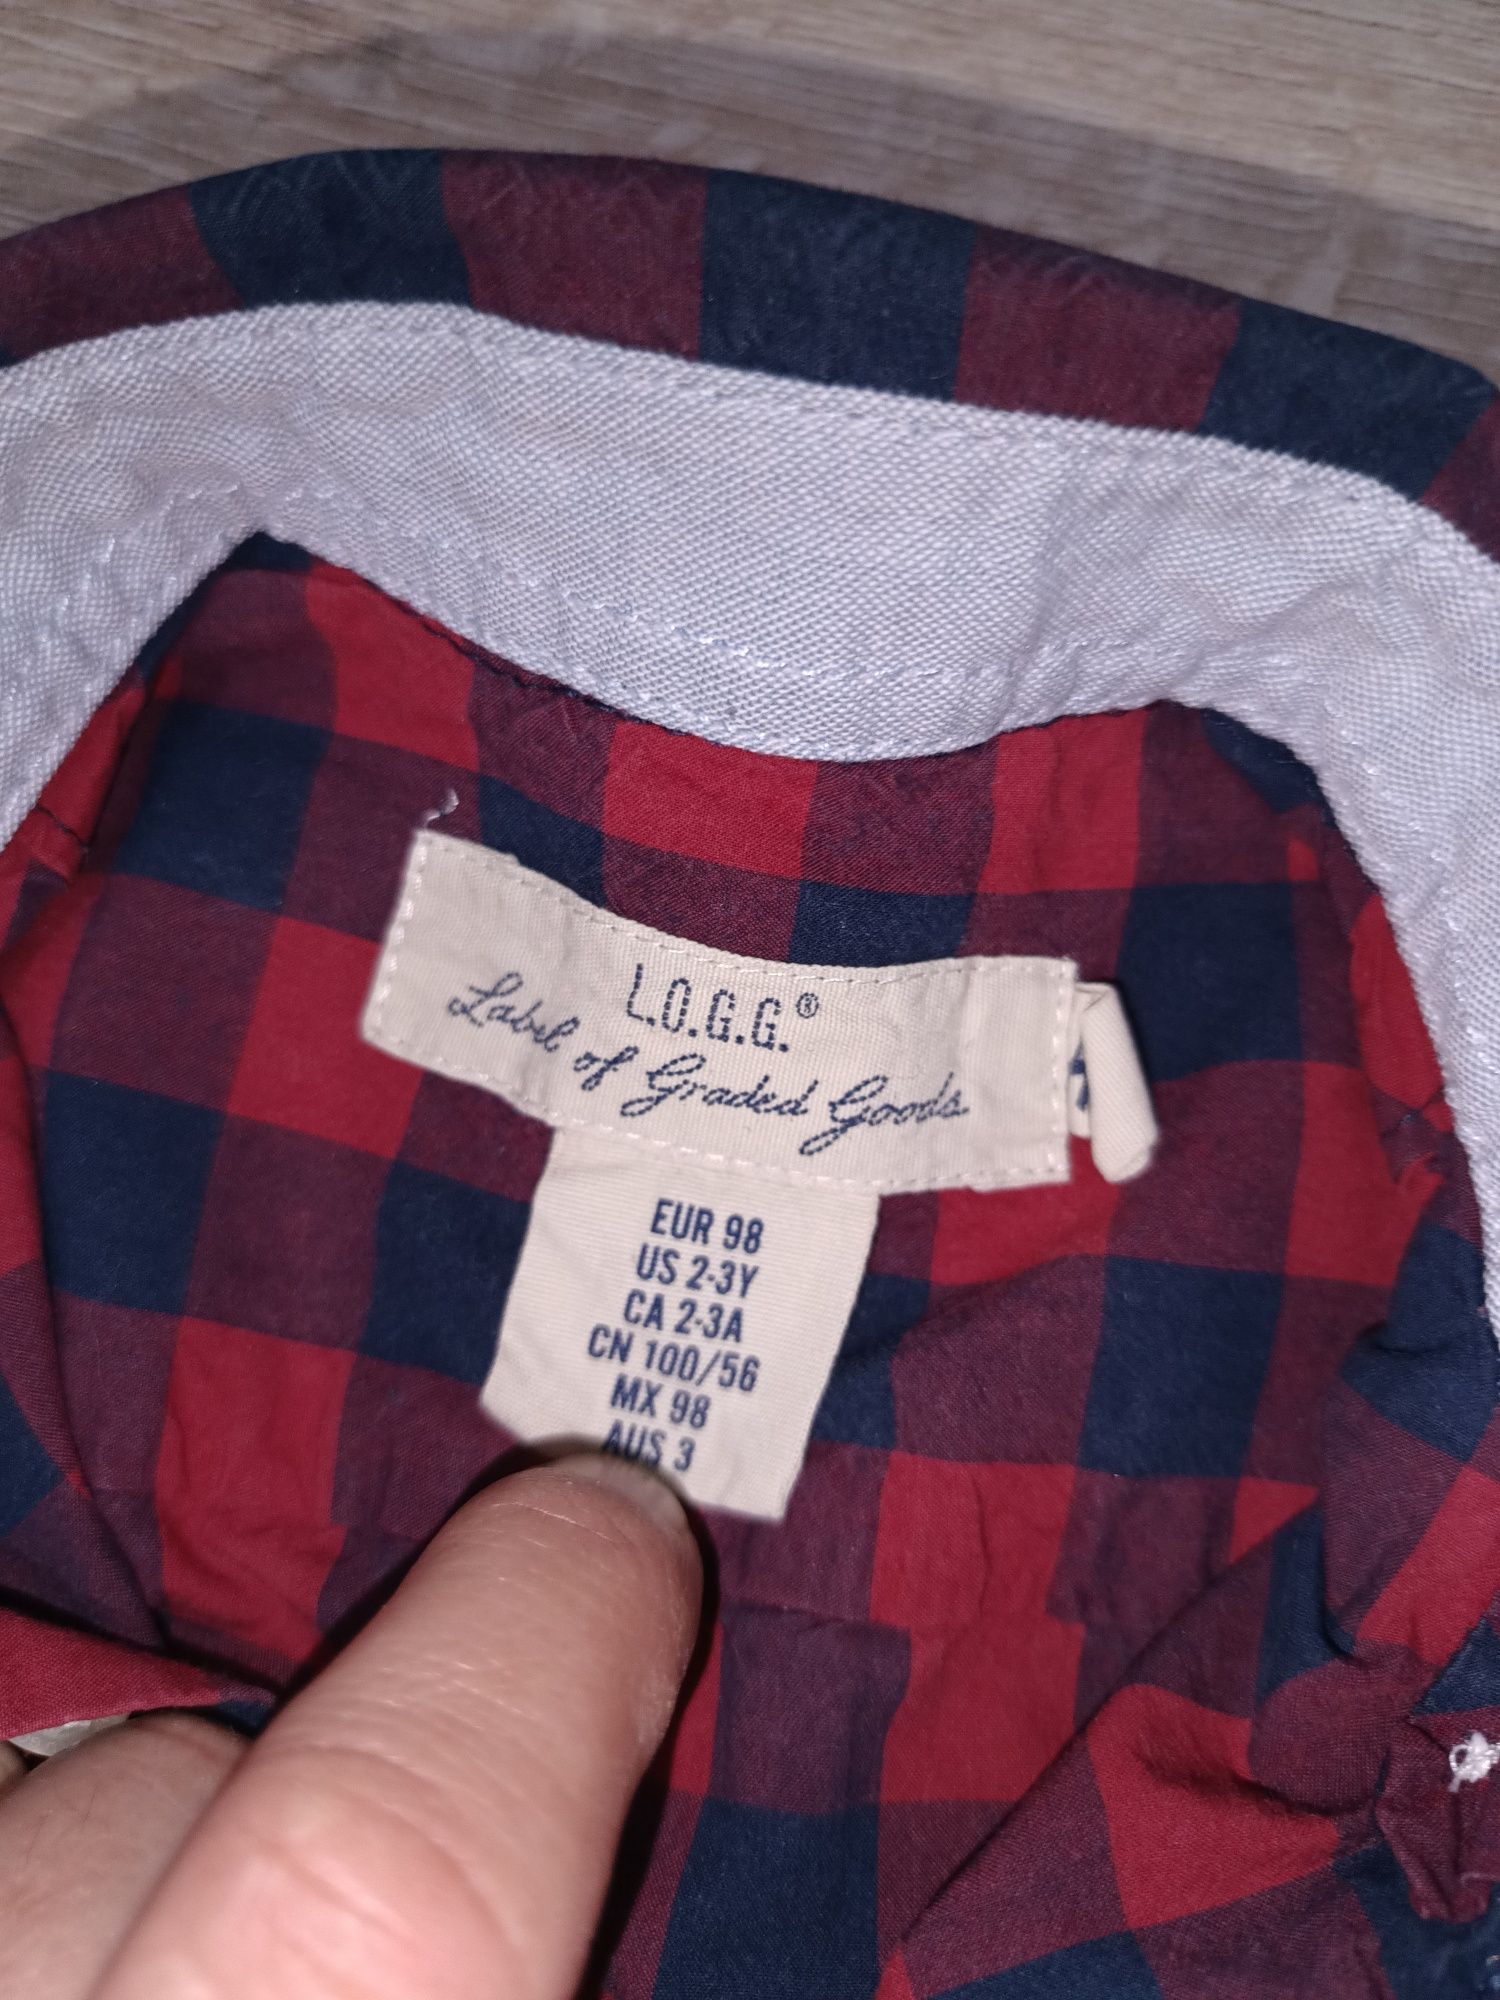 L.O.G.G.®
Label of Graded Goods
EUR 98
US 2-3Y
CA 2-3A
CN 100/56
MX 98
AUS 3